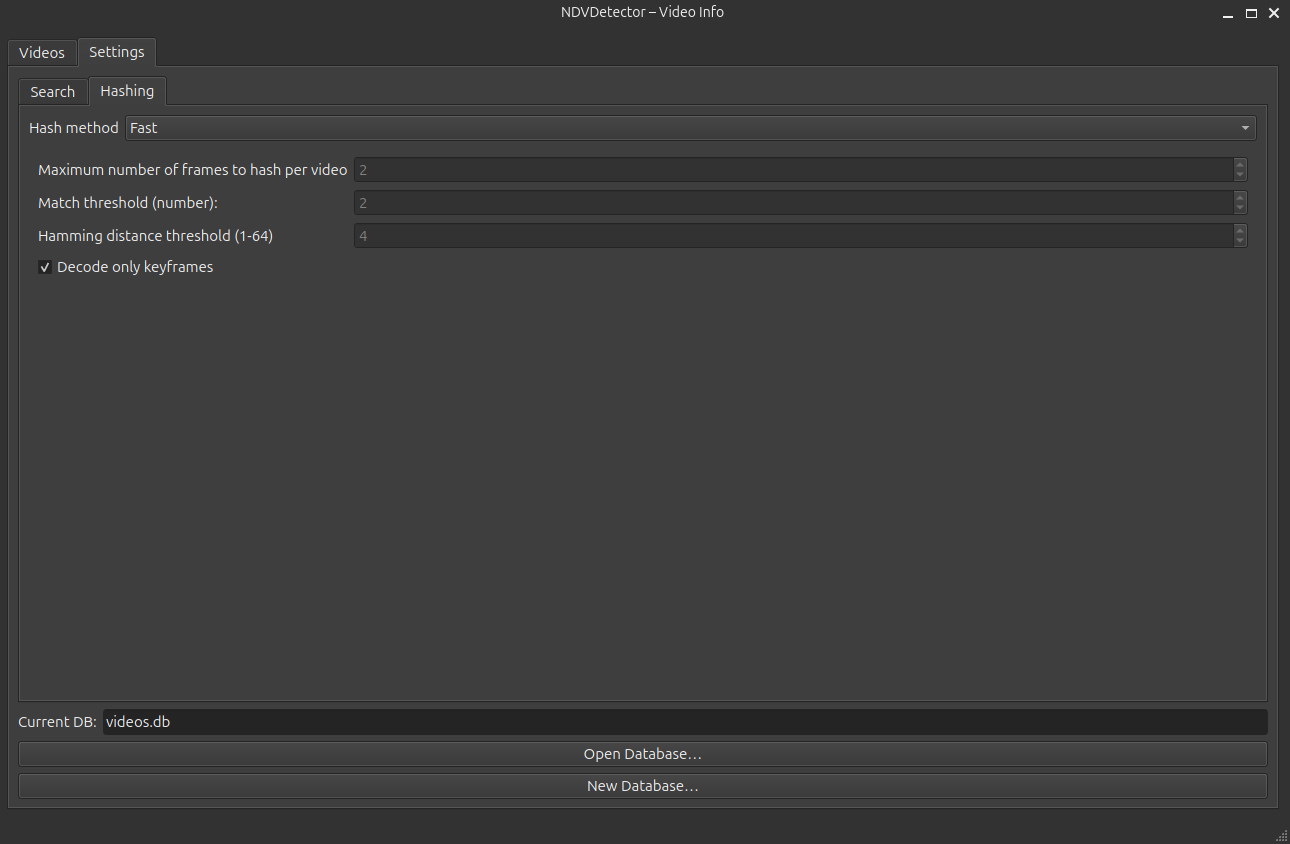 NDVDetector – Video Info
Videos Settings
Search Hashing
Hash method Fast
Maximum number of frames to hash per video 2
Match threshold (number): 2
Hamming distance threshold (1-64) 4
Decode only keyframes
Current DB: videos.db
Open Database…
New Database…